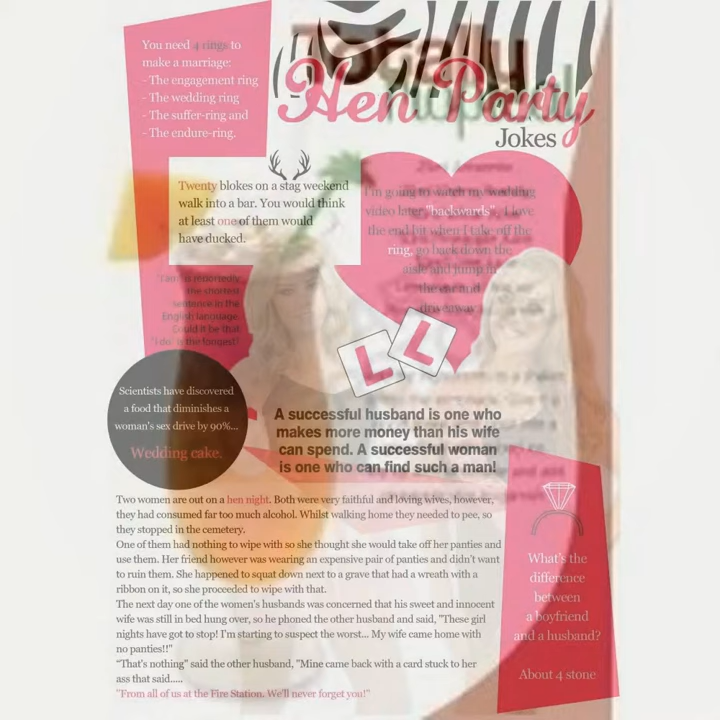 You need 4 rings to
make a marriage:
- The engagement ring
- The wedding ring
- The suffer-ring and
- The endure-ring.
Hen Party
Jokes
Twenty blokes on a stag weekend
walk into a bar. You would think
at least one of them would
have ducked.
I'm going to watch my wedding
video later "backwards", I love
the end bit when I take off the
ring, go back down the
aisle and jump in
the car and
drive away
"I am" is reportedly
the shortest
sentence in the
English language.
Could it be that
"I do" is the longest?
L L
Scientists have discovered
a food that diminishes a
woman's sex drive by 90%...
Wedding cake.
A successful husband is one who
makes more money than his wife
can spend. A successful woman
is one who can find such a man!
Two women are out on a hen night. Both were very faithful and loving wives, however,
they had consumed far too much alcohol. Whilst walking home they needed to pee, so
they stopped in the cemetery.
One of them had nothing to wipe with so she thought she would take off her panties and
use them. Her friend however was wearing an expensive pair of panties and didn't want
to ruin them. She happened to squat down next to a grave that had a wreath with a
ribbon on it, so she proceeded to wipe with that.
The next day one of the women's husbands was concerned that his sweet and innocent
wife was still in bed hung over, so he phoned the other husband and said, "These girl
nights have got to stop! I'm starting to suspect the worst... My wife came home with
no panties!!"
"That's nothing" said the other husband, "Mine came back with a card stuck to her
ass that said.....
"From all of us at the Fire Station. We'll never forget you!"
What's the
difference
between
a boyfriend
and a husband?
About 4 stone